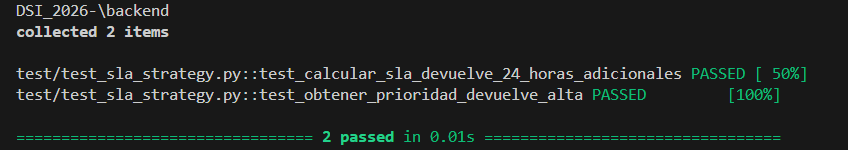 DSI_2026-\backend
collected 2 items
test/test_sla_strategy.py::test_calcular_sla_devuelve_24_horas_adicionales PASSED [ 50%]
test/test_sla_strategy.py::test_obtener_prioridad_devuelve_alta PASSED [100%]
================================= 2 passed in 0.01s =================================